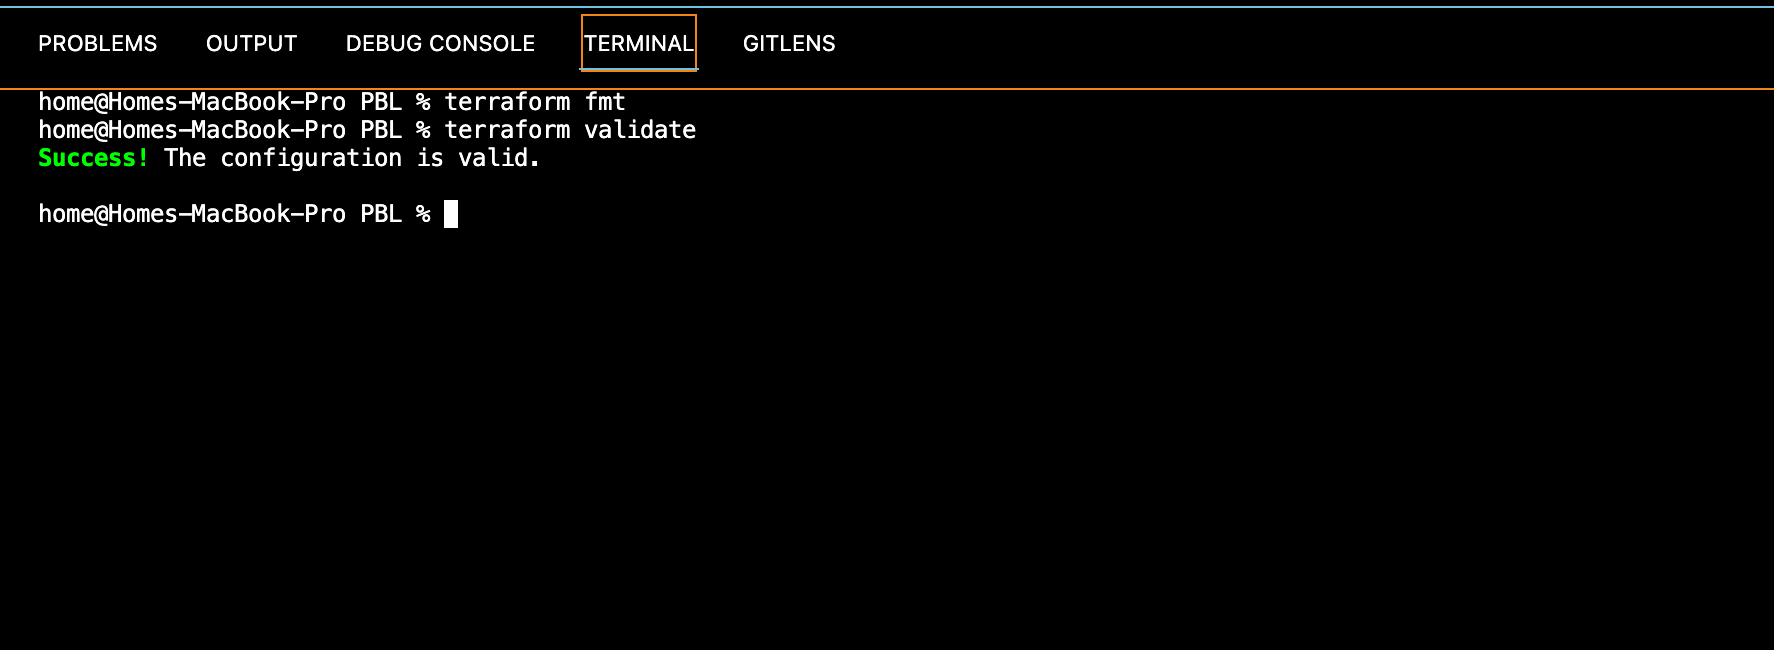 PROBLEMS OUTPUT DEBUG CONSOLE TERMINAL GITLENS
home@Homes-MacBook-Pro PBL % terraform fmt
home@Homes-MacBook-Pro PBL % terraform validate
Success! The configuration is valid.
home@Homes-MacBook-Pro PBL %